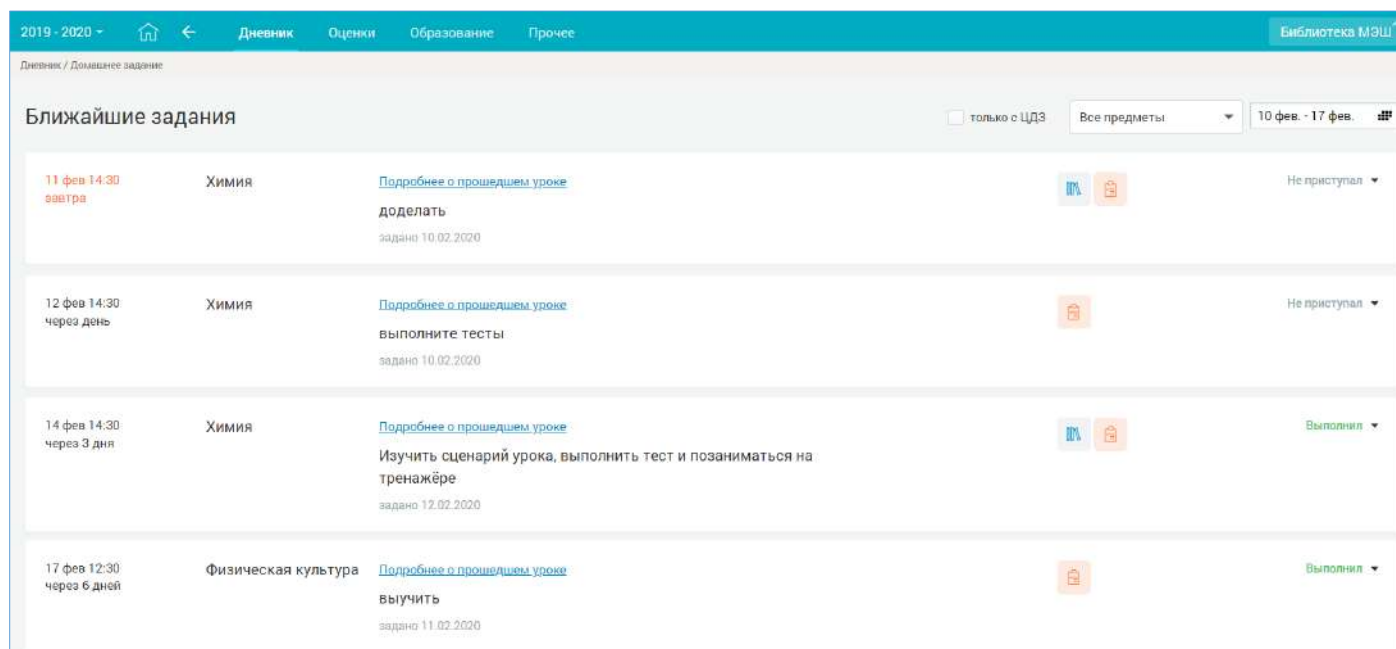 2019 - 2020
Дневник
Оценки
Образование
Прочее
Библиотека МЭШ
Дневник / Домашнее задание
Ближайшие задания
только с ЦДЗ
Все предметы
10 фев. - 17 фев.
11 фев 14:30
завтра
Химия
Подробнее о прошедшем уроке
доделать
задано 10.02.2020
Не приступал
12 фев 14:30
через день
Химия
Подробнее о прошедшем уроке
выполните тесты
задано 10.02.2020
Не приступал
14 фев 14:30
через 3 дня
Химия
Подробнее о прошедшем уроке
Изучить сценарий урока, выполнить тест и позаниматься на
тренажёре
задано 12.02.2020
Выполнил
17 фев 12:30
через 6 дней
Физическая культура
Подробнее о прошедшем уроке
выучить
задано 11.02.2020
Выполнил